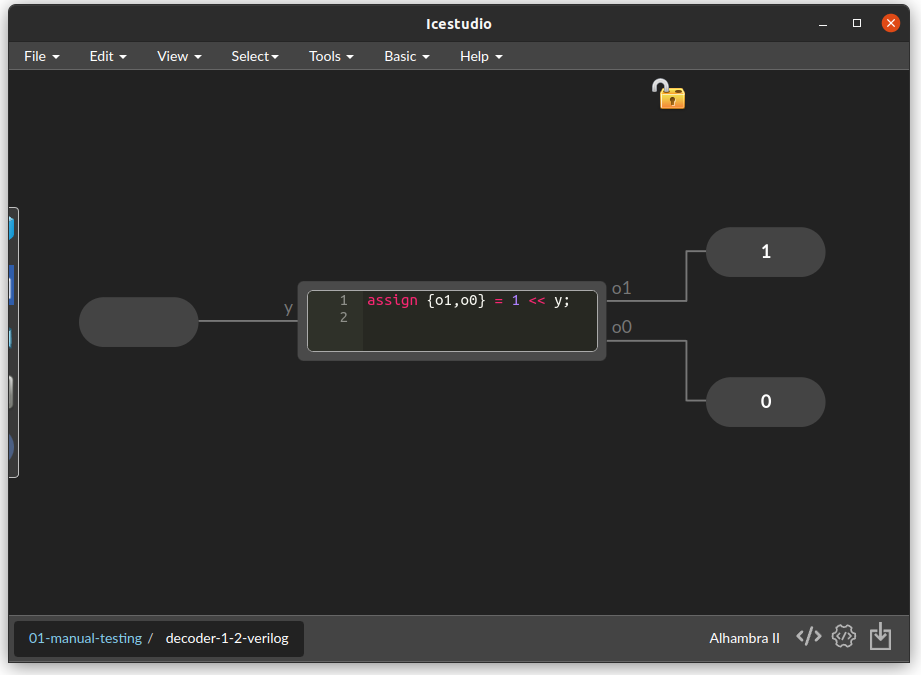 Icestudio
File Edit View Select Tools Basic Help
1
o1
y
1 assign {o1,o0} = 1 << y;
2
o0
0
01-manual-testing / decoder-1-2-verilog
Alhambra II </> </>